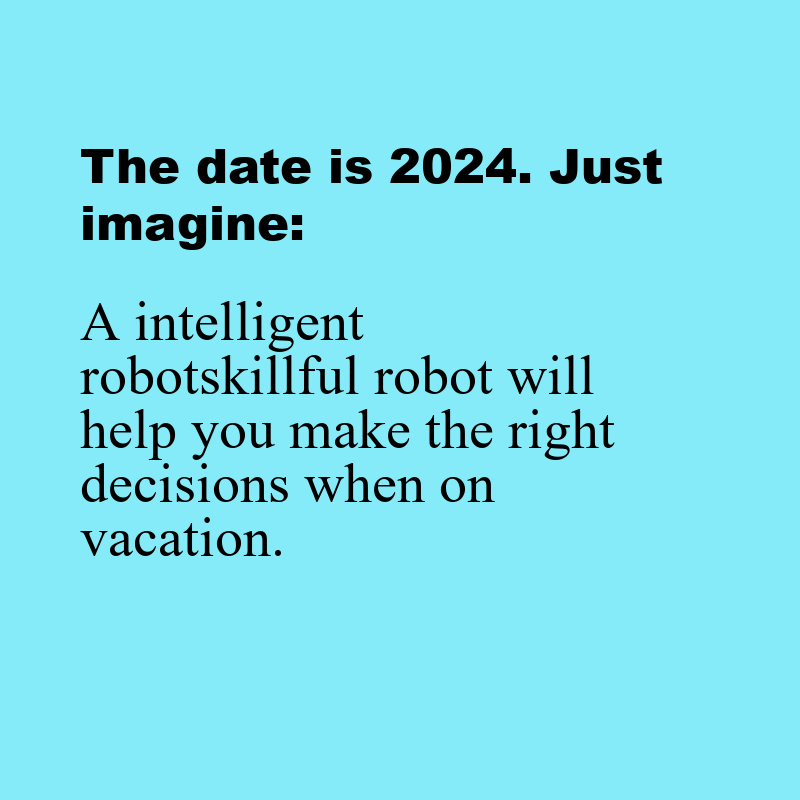 The date is 2024. Just
imagine:
A intelligent
robotskillful robot will
help you make the right
decisions when on
vacation.